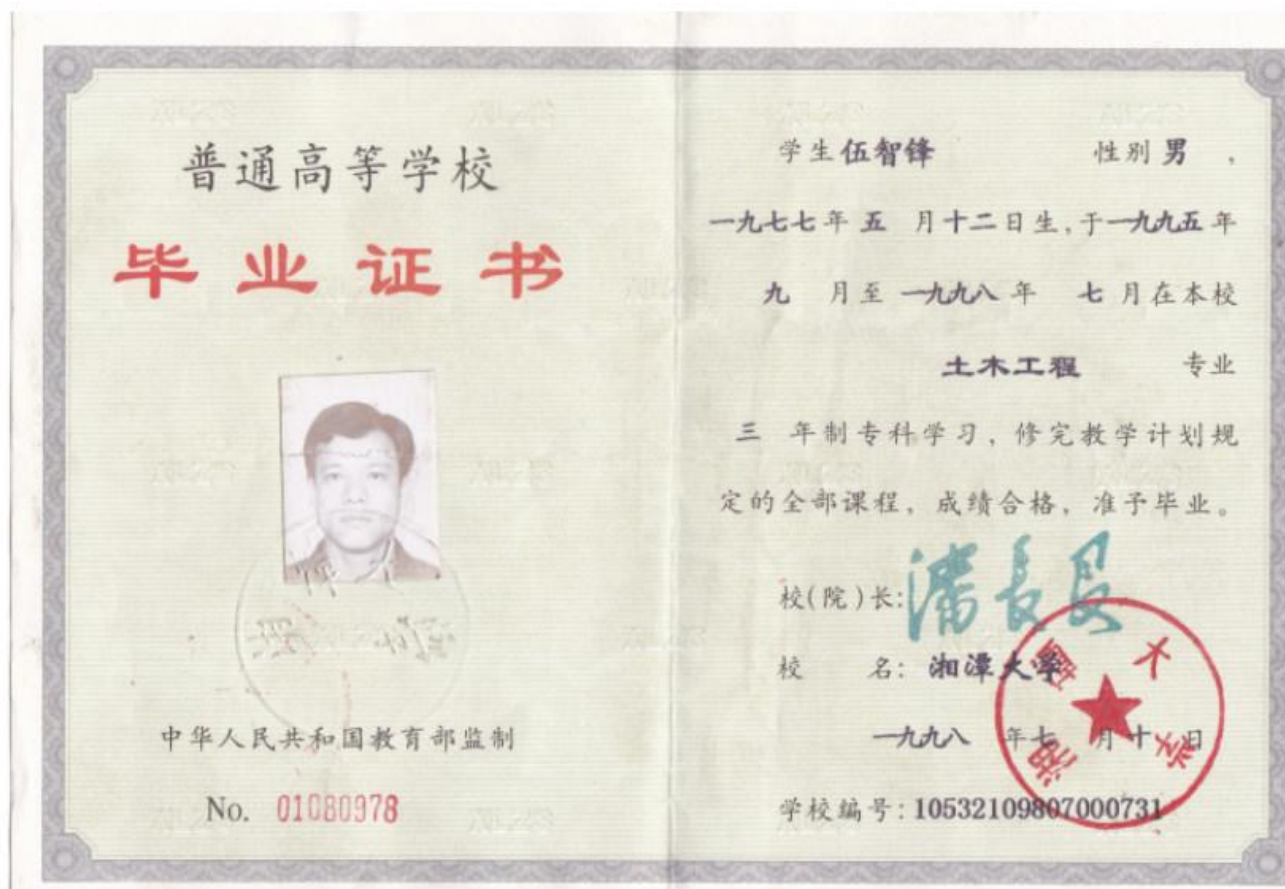 普通高等学校
毕业证书
中华人民共和国教育部监制
No. 01080978
学生伍智锋 性别 男 ,
一九七七年 五 月十二日生,于一九九五年
九 月至 一九九八 年 七 月在本校
土木工程 专业
三 年制专科学习,修完教学计划规
定的全部课程,成绩合格,准予毕业。
校(院)长:潘长良
校 名: 湘潭大学
一九九八 年七 月十 日
学校编号:10532109807000731
湘潭大学